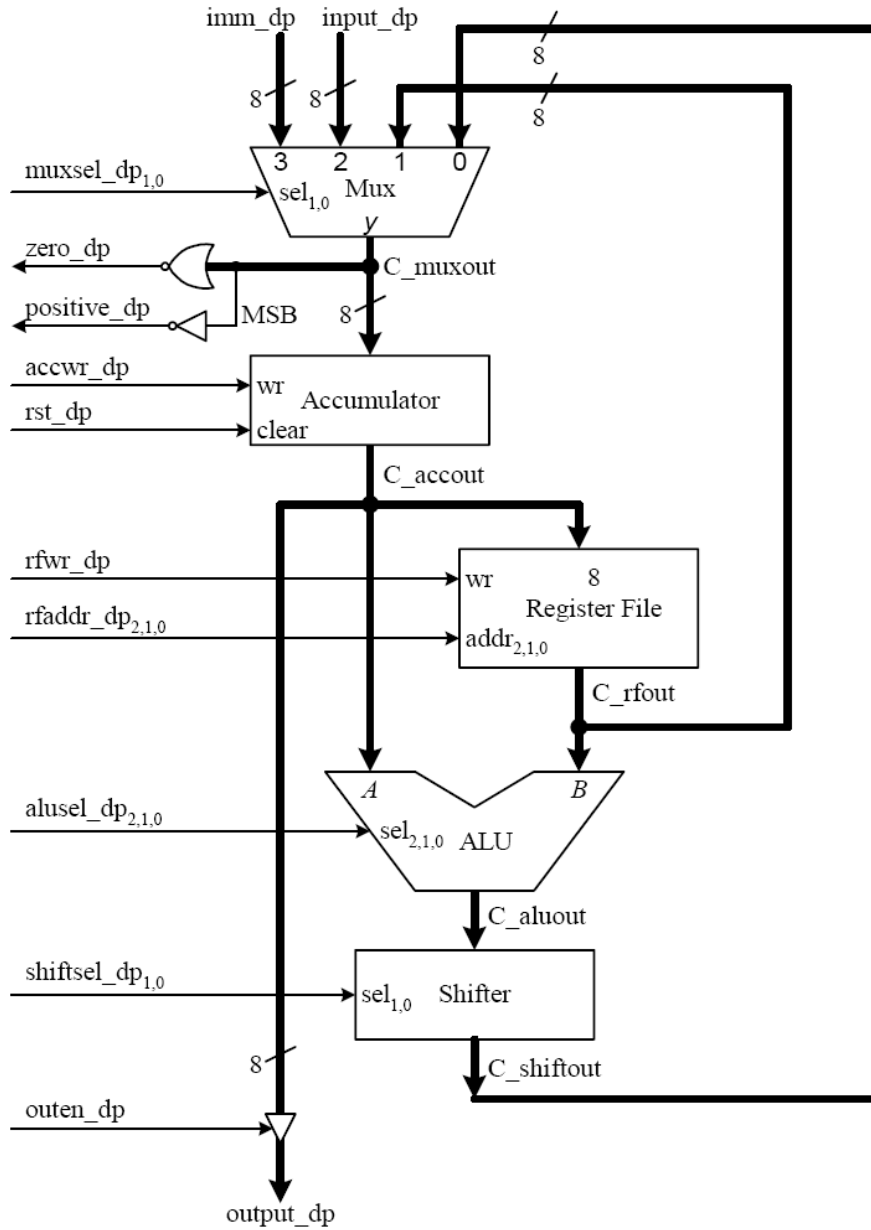 imm_dp input_dp
8
8
8
8
3 2 1 0
muxsel_dp1,0
sel1,0 Mux
y
zero_dp
C_muxout
positive_dp
MSB
8
accwr_dp
wr
Accumulator
rst_dp
clear
C_accout
rfwr_dp
wr
8
Register File
rfaddr_dp2,1,0
addr2,1,0
C_rfout
A
B
alusel_dp2,1,0
sel2,1,0
ALU
C_aluout
shiftsel_dp1,0
sel1,0
Shifter
8
C_shiftout
outen_dp
output_dp